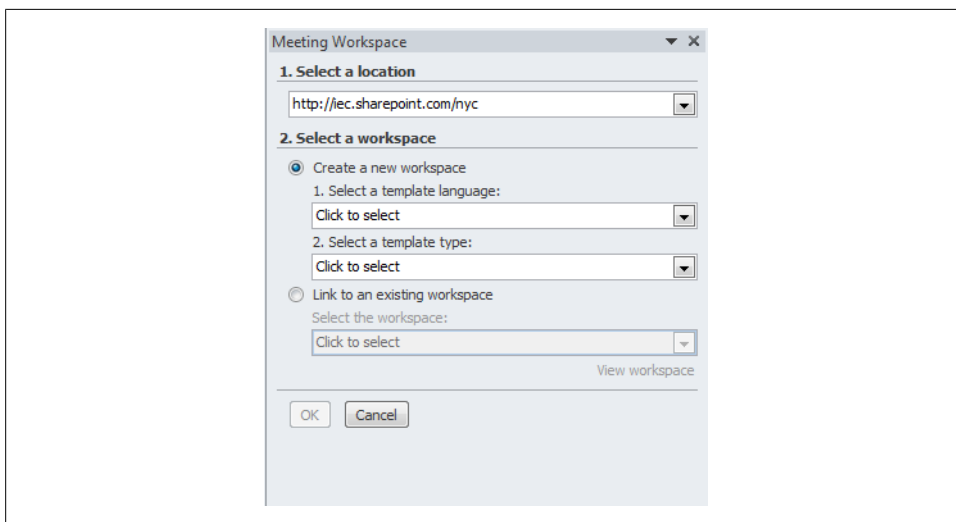 Meeting Workspace
1. Select a location
http://iec.sharepoint.com/nyc
2. Select a workspace
Create a new workspace
1. Select a template language:
Click to select
2. Select a template type:
Click to select
Link to an existing workspace
Select the workspace:
Click to select
View workspace
OK Cancel